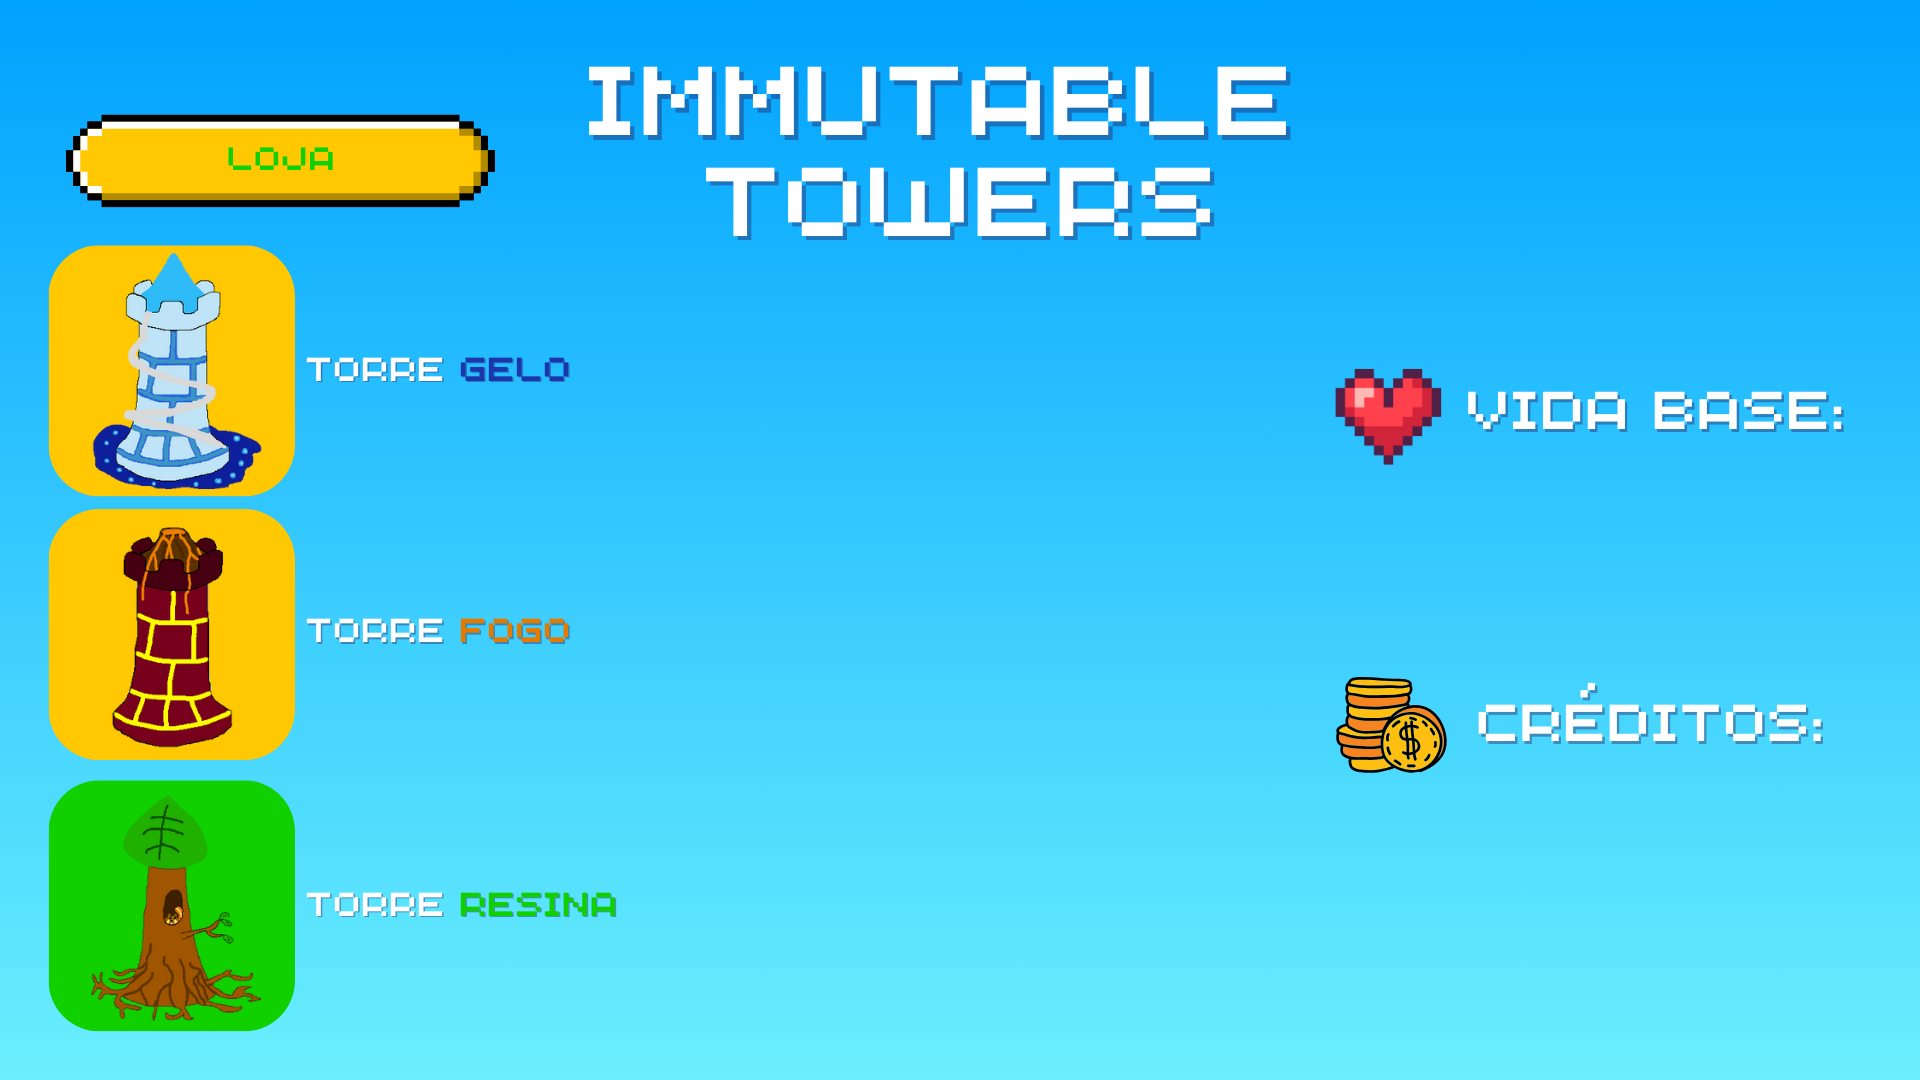 IMMUTABLE
TOWERS
LOJA
TORRE GELO
TORRE FOGO
TORRE RESINA
VIDA BASE:
CRÉDITOS:
$